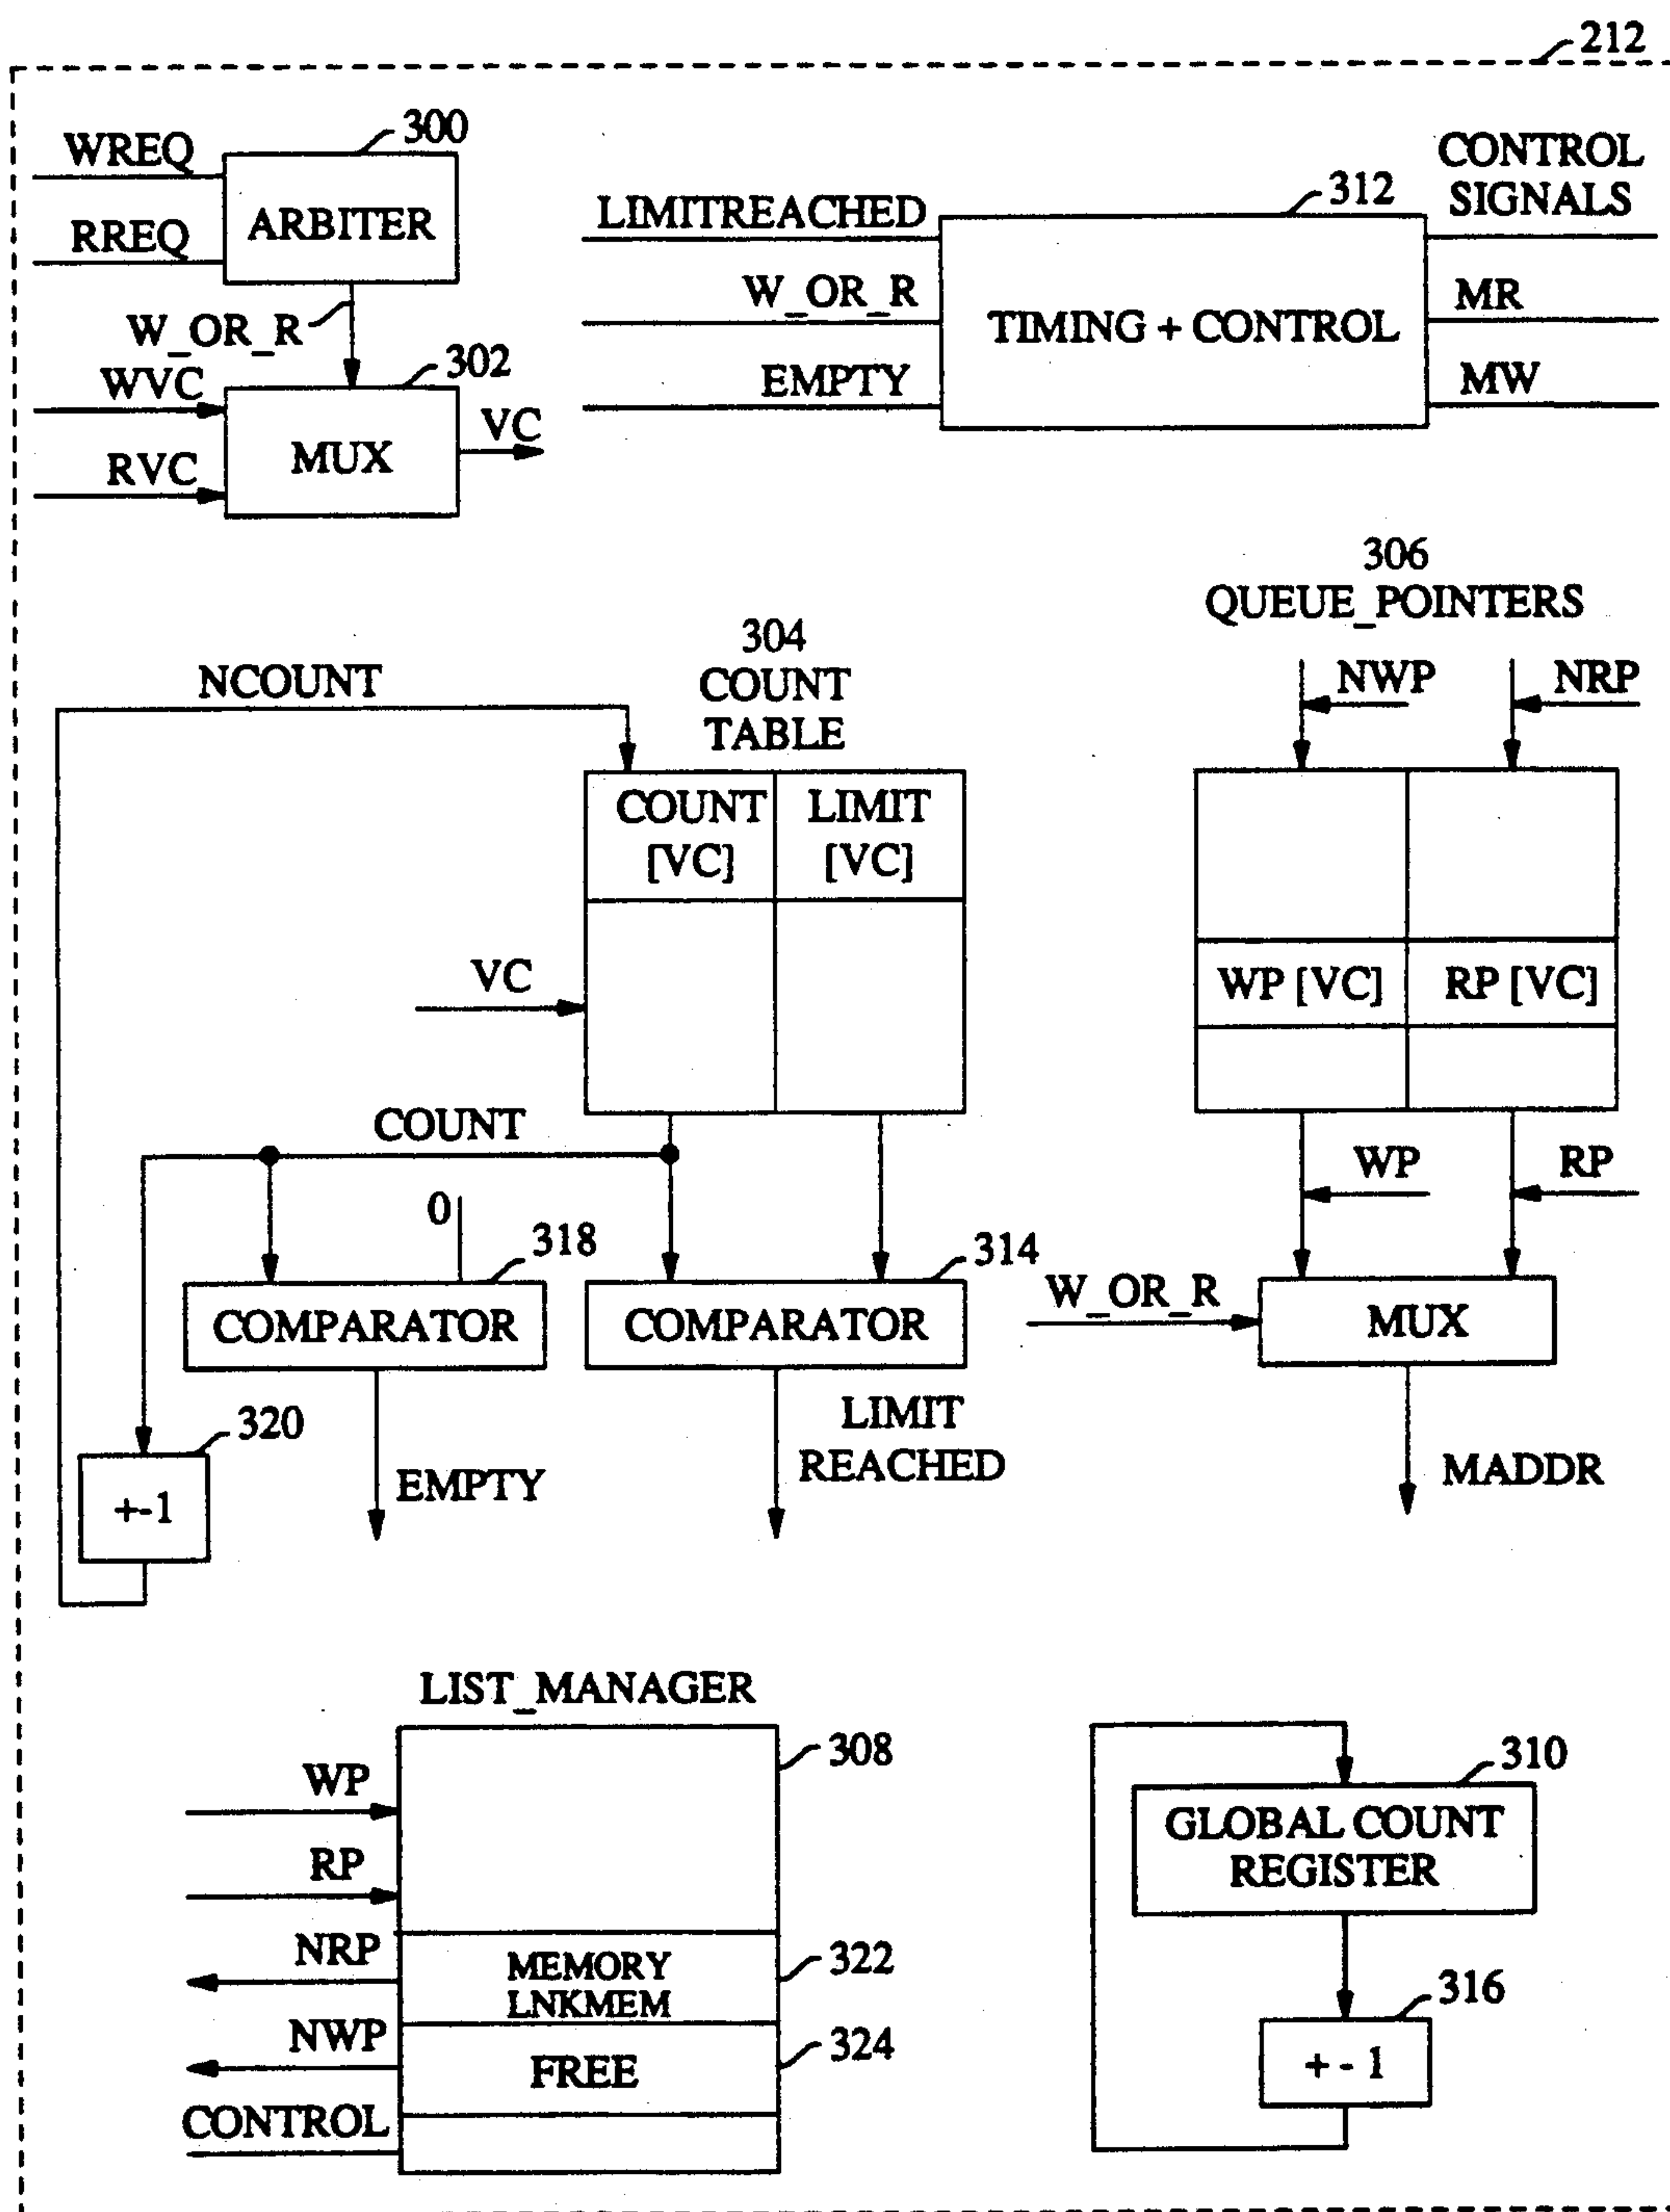 212
300
WREQ
RREQ
ARBITER
W_OR_R
302
WVC
RVC
MUX
VC
CONTROL
SIGNALS
312
LIMITREACHED
W_OR_R
EMPTY
TIMING + CONTROL
MR
MW
306
QUEUE_POINTERS
NWP
NRP
304
COUNT
TABLE
NCOUNT
COUNT
[VC]
LIMIT
[VC]
VC
WP [VC]
RP [VC]
COUNT
WP
RP
0
318
314
COMPARATOR
COMPARATOR
W_OR_R
MUX
320
+-1
EMPTY
LIMIT
REACHED
MADDR
LIST_MANAGER
308
WP
RP
NRP
MEMORY
LNKMEM
322
NWP
FREE
324
CONTROL
310
GLOBAL COUNT
REGISTER
316
+ - 1